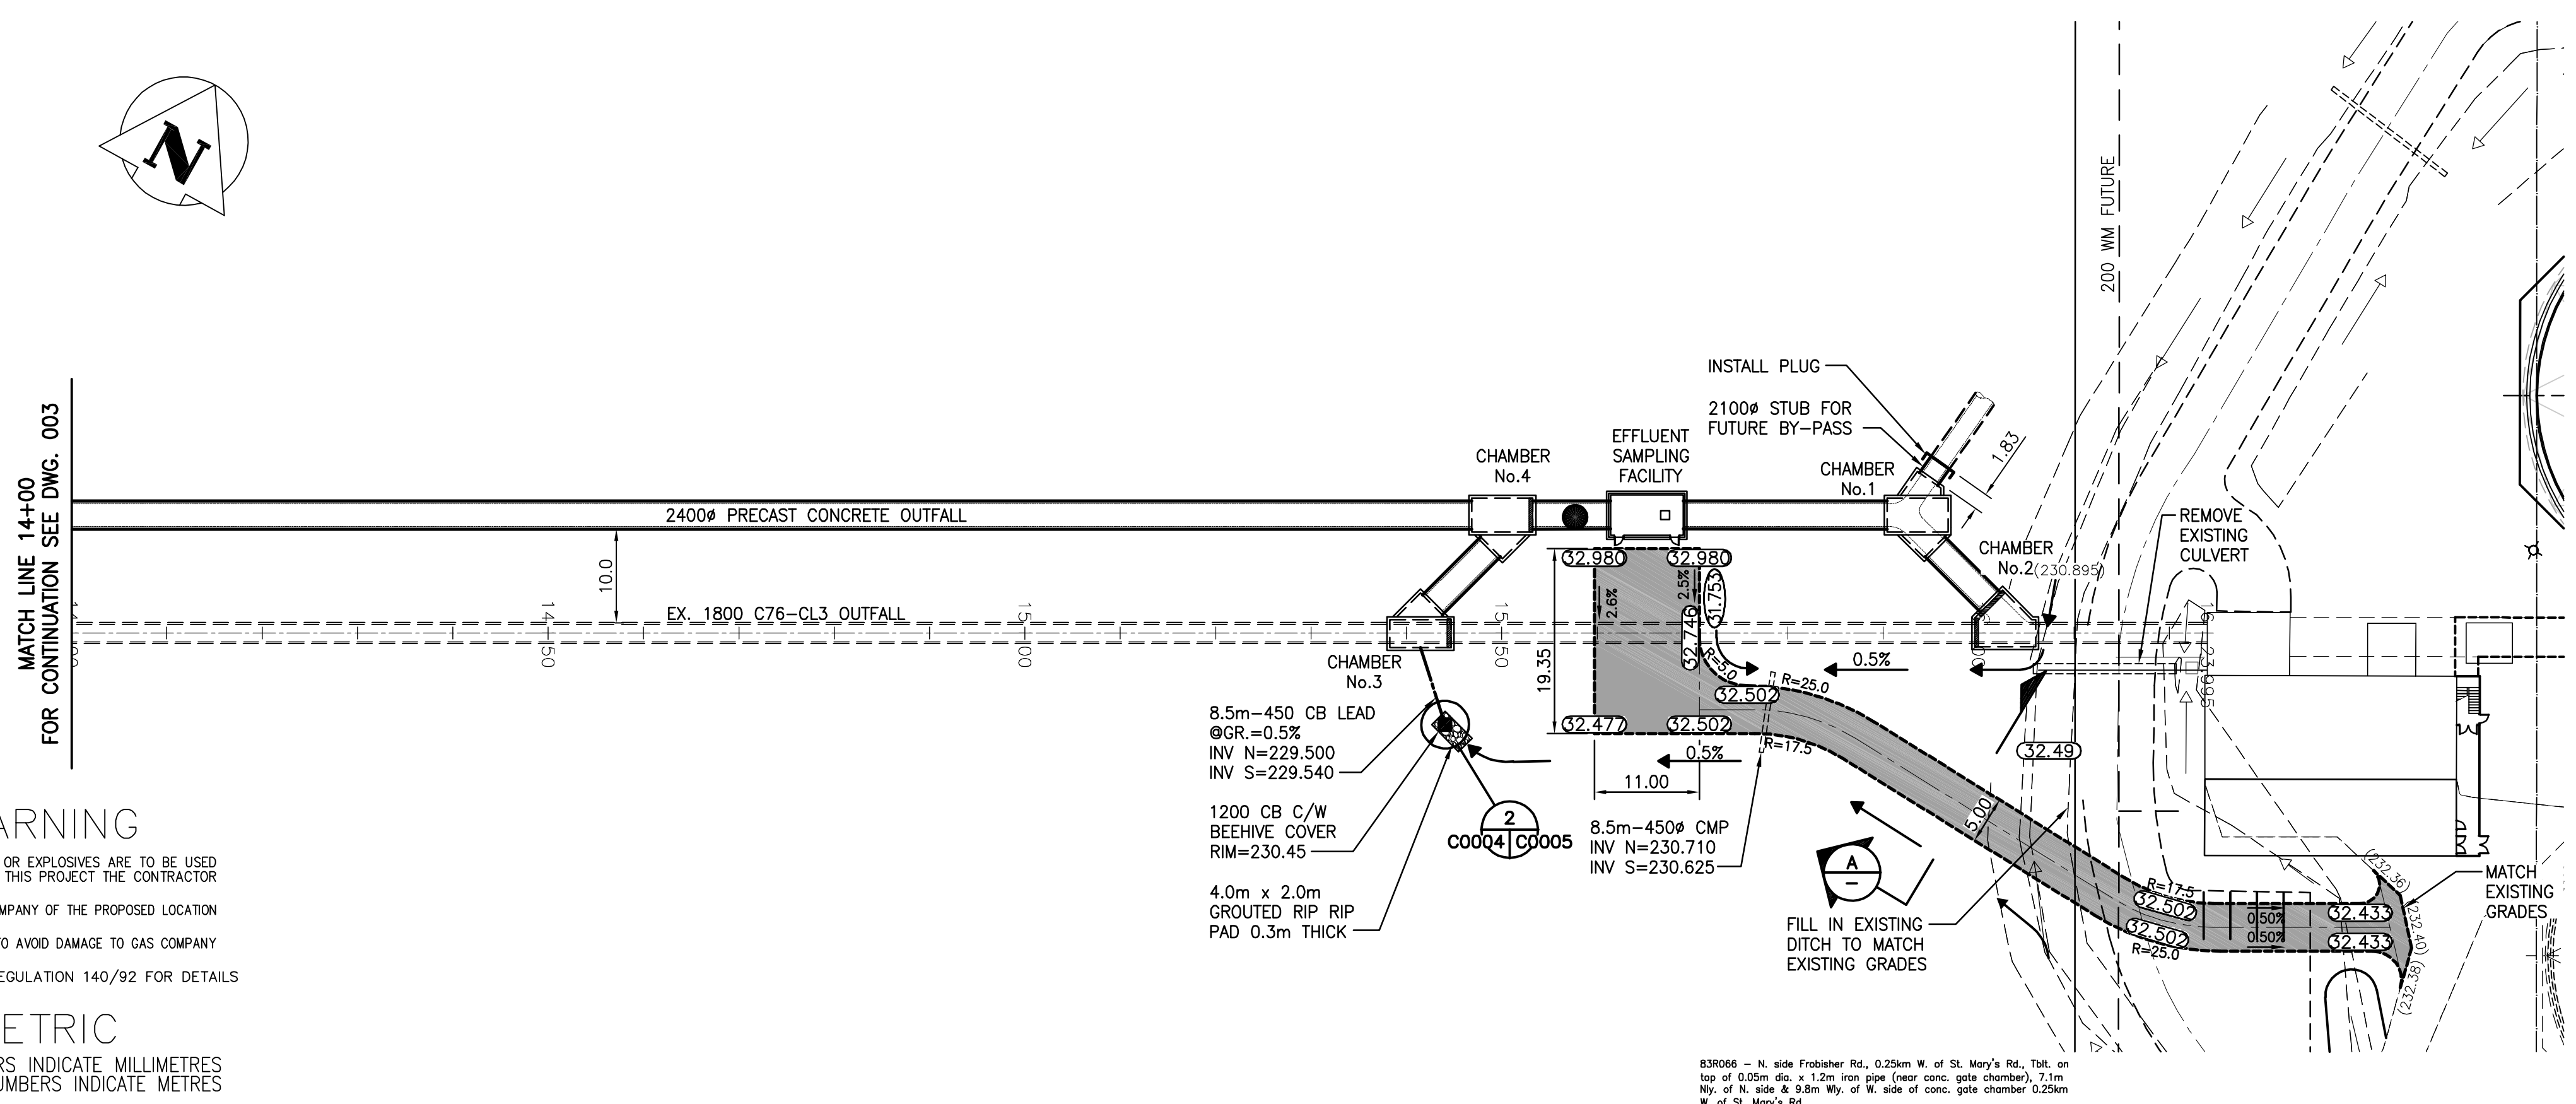 N
MATCH LINE 14+00
FOR CONTINUATION SEE DWG. 003
2400ø PRECAST CONCRETE OUTFALL
10.0
EX. 1800 C76-CL3 OUTFALL
1450
1500
1550
CHAMBER
No.4
EFFLUENT
SAMPLING
FACILITY
INSTALL PLUG
2100ø STUB FOR
FUTURE BY-PASS
CHAMBER
No.1
1.83
200 WM FUTURE
CHAMBER
No.2
(230.895)
REMOVE
EXISTING
CULVERT
32.980
32.980
2.6%
2.5%
31.753
32.746
19.35
R=5.0
0.5%
R=25.0
32.502
32.477
32.502
R=17.5
0.5%
11.00
CHAMBER
No.3
8.5m-450 CB LEAD
@GR.=0.5%
INV N=229.500
INV S=229.540
1200 CB C/W
BEEHIVE COVER
RIM=230.45
4.0m x 2.0m
GROUTED RIP RIP
PAD 0.3m THICK
2
C0004
C0005
8.5m-450ø CMP
INV N=230.710
INV S=230.625
A
–
5.00
32.49
FILL IN EXISTING
DITCH TO MATCH
EXISTING GRADES
R=17.5
32.502
32.502
R=25.0
0.50%
0.50%
32.433
32.433
(232.36)
(232.40)
(232.38)
MATCH
EXISTING
GRADES
ARNING
OR EXPLOSIVES ARE TO BE USED
THIS PROJECT THE CONTRACTOR
MPANY OF THE PROPOSED LOCATION
O AVOID DAMAGE TO GAS COMPANY
EGULATION 140/92 FOR DETAILS
ETRIC
RS INDICATE MILLIMETRES
UMBERS INDICATE METRES
83R066 – N. side Frobisher Rd., 0.25km W. of St. Mary's Rd., Tblt. on
top of 0.05m dia. x 1.2m iron pipe (near conc. gate chamber), 7.1m
Nly. of N. side & 9.8m Wly. of W. side of conc. gate chamber 0.25km
W. of St. Mary's Rd